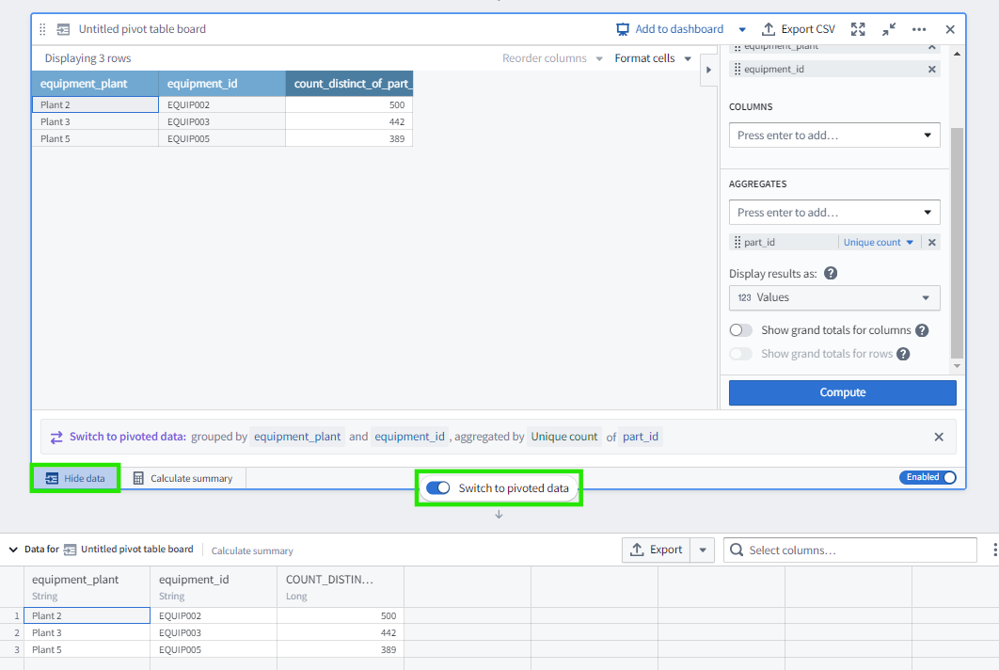 Untitled pivot table board
Add to dashboard
Export CSV
Displaying 3 rows
Reorder columns
Format cells
equipment_plant equipment_id count_distinct_of_part_
Plant 2 EQUIP002 500
Plant 3 EQUIP003 442
Plant 5 EQUIP005 389
equipment_plant
equipment_id
COLUMNS
Press enter to add…
AGGREGATES
Press enter to add…
part_id Unique count
Display results as: ?
123 Values
Show grand totals for columns ?
Show grand totals for rows ?
Compute
Switch to pivoted data: grouped by equipment_plant and equipment_id , aggregated by Unique count of part_id
Hide data
Calculate summary
Switch to pivoted data
Enabled
Data for Untitled pivot table board
Calculate summary
Export
Select columns…
equipment_plant equipment_id COUNT_DISTIN…
String String Long
1 Plant 2 EQUIP002 500
2 Plant 3 EQUIP003 442
3 Plant 5 EQUIP005 389